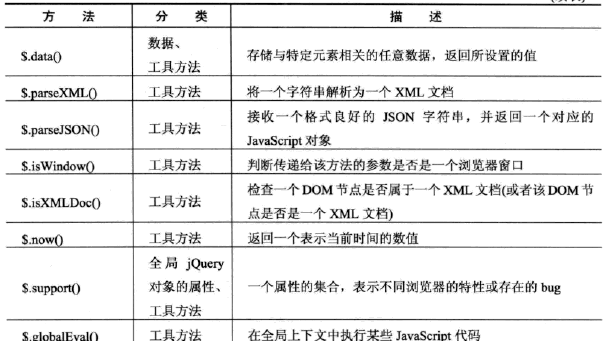 方 法 分 类 描 述
数据、
$.data() 存储与特定元素相关的任意数据，返回所设置的值
工具方法
$.parseXML() 工具方法 将一个字符串解析为一个 XML 文档
接收一个格式良好的 JSON 字符串，并返回一个对应的
$.parseJSON() 工具方法
JavaScript 对象
$.isWindow() 工具方法 判断传递给该方法的参数是否是一个浏览器窗口
检查一个 DOM 节点是否属于一个 XML 文档(或者该 DOM 节
$.isXMLDoc() 工具方法
点是否是一个 XML 文档)
$.now() 工具方法 返回一个表示当前时间的数值
全局 jQuery
$.support() 对象的属性、 一个属性的集合，表示不同浏览器的特性或存在的 bug
工具方法
$.globalEval() 工具方法 在全局上下文中执行某些 JavaScript 代码